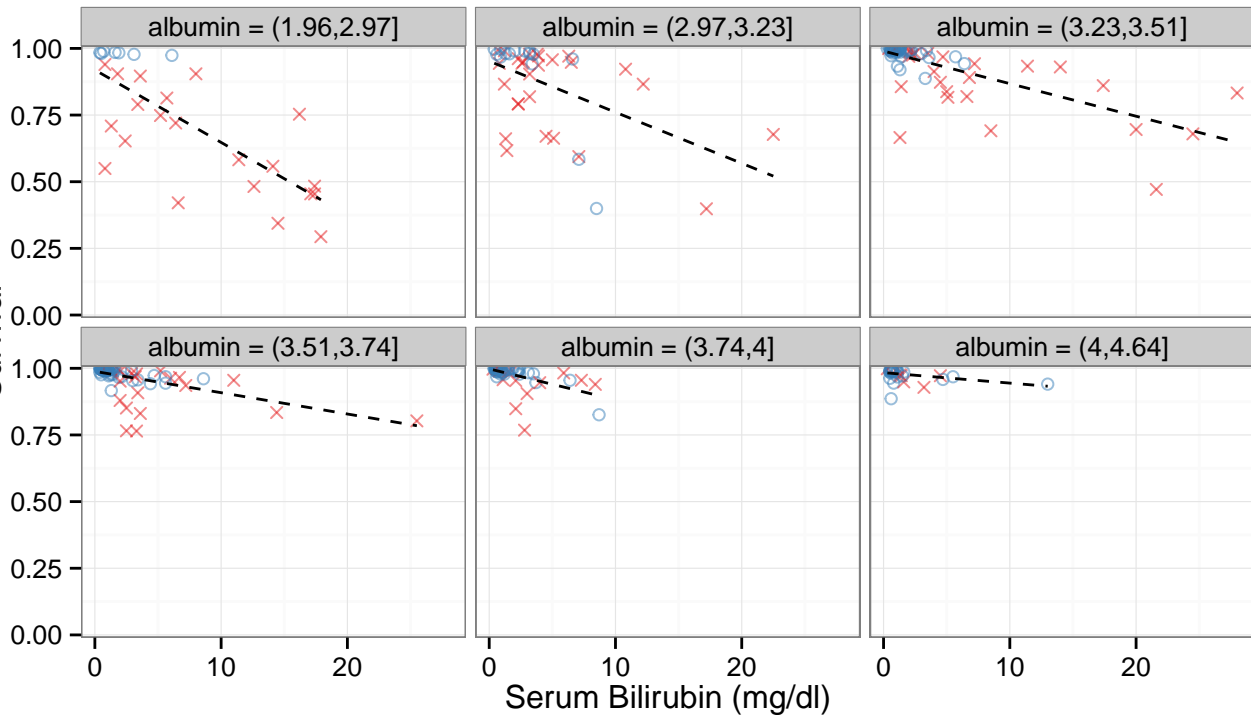 albumin = (1.96,2.97]
albumin = (2.97,3.23]
albumin = (3.23,3.51]
1.00
0.75
0.50
0.25
0.00
albumin = (3.51,3.74]
albumin = (3.74,4]
albumin = (4,4.64]
1.00
0.75
0.50
0.25
0.00
0 10 20
0 10 20
0 10 20
Serum Bilirubin (mg/dl)